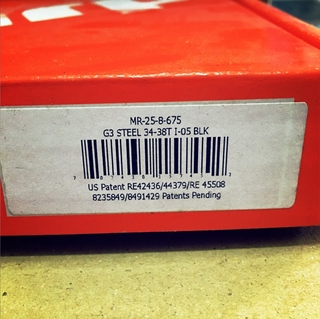 MR-25-B-675
G3 STEEL 34-38T I-05 BLK
US Patent RE42436/44379/RE 45508
8235849/8491429 Patents Pending